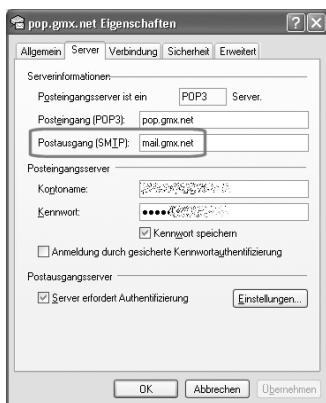 pop.gmx.net Eigenschaften
Allgemein Server Verbindung Sicherheit Erweitert
Serverinformationen
Posteingangsserver ist ein POP3 Server.
Posteingang (POP3): pop.gmx.net
Postausgang (SMTP): mail.gmx.net
Posteingangsserver
Kontoname:
Kennwort: ●●●●
Kennwort speichern
Anmeldung durch gesicherte Kennwortauthentifizierung
Postausgangsserver
Server erfordert Authentifizierung Einstellungen...
OK Abbrechen Übernehmen